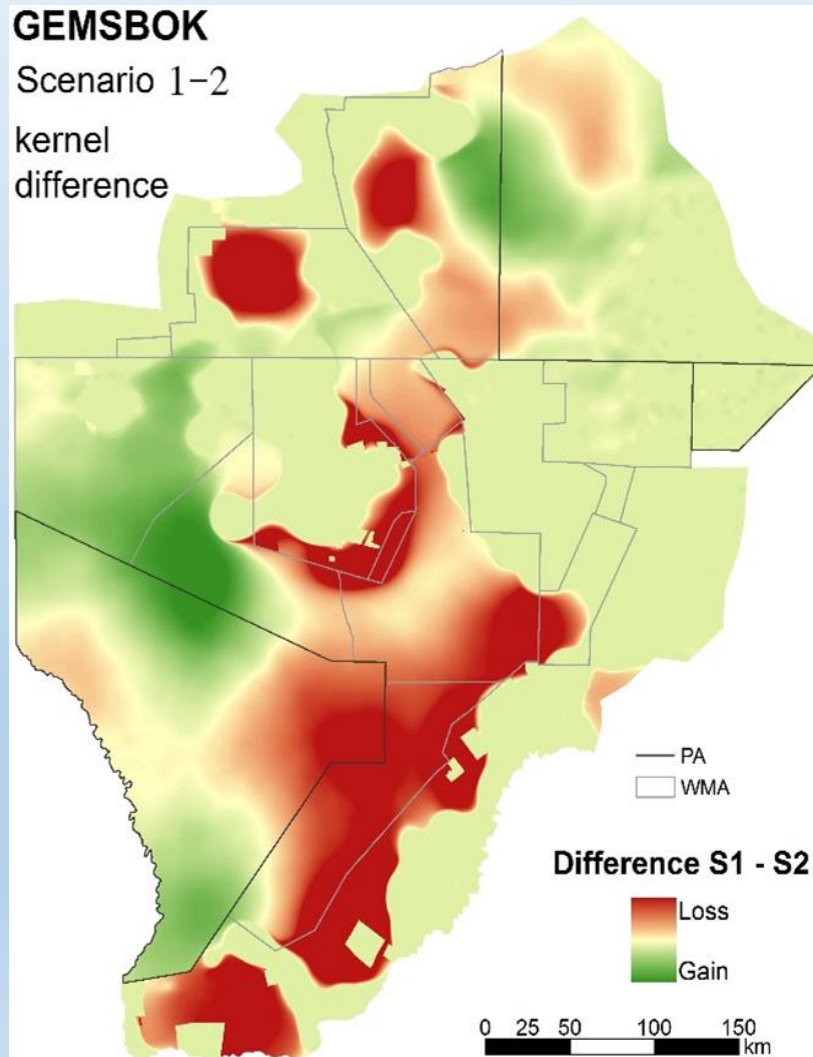 GEMSBOK
Scenario 1−2
kernel
difference
PA
WMA
Difference S1 - S2
Loss
Gain
0 25 50 100 150
km